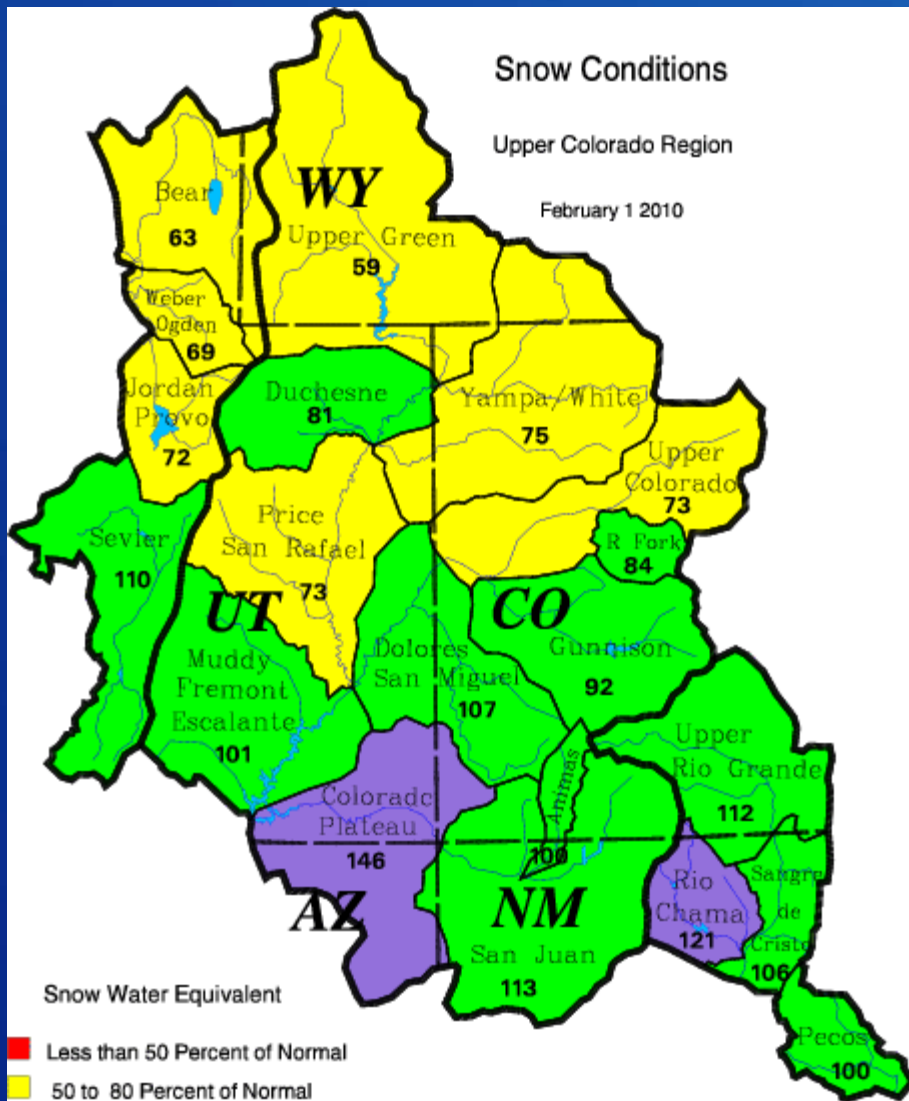 Snow Conditions
Upper Colorado Region
February 1 2010
WY
Bear
63
Upper Green
59
Weber
Ogden
69
Jordan
Provo
72
Duchesne
81
Yampa/White
75
Upper
Colorado
73
Price
San Rafael
73
R Fork
84
Sevier
110
UT
CO
Muddy
Fremont
Escalante
101
Dolores
San Miguel
107
Gunnison
92
Animas
100
Upper
Rio Grande
112
Colorado
Plateau
146
AZ
NM
San Juan
113
Rio
Chama
121
Sangre
de
Cristo
106
Pecos
100
Snow Water Equivalent
Less than 50 Percent of Normal
50 to 80 Percent of Normal